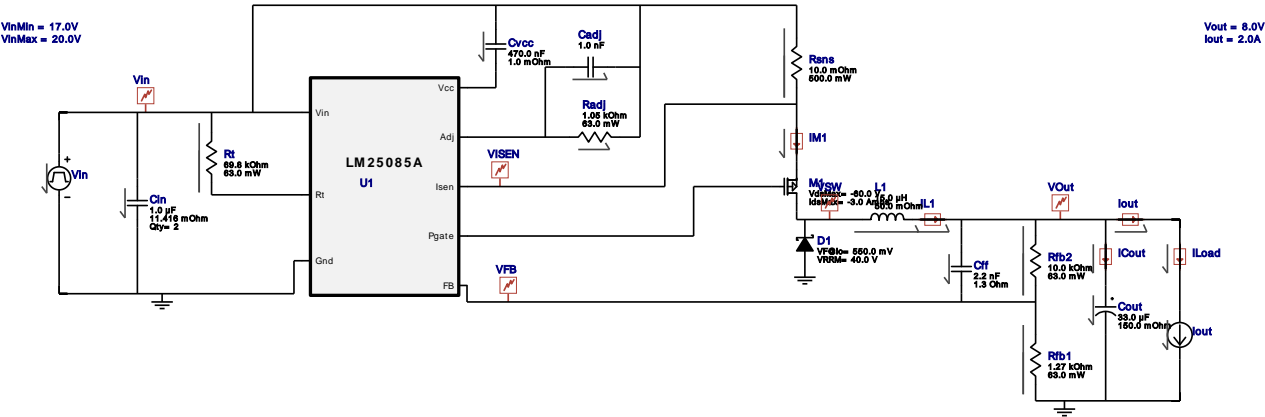 VinMin = 17.0V
VinMax = 20.0V
Vout = 8.0V
Iout = 2.0A
Cvcc
470.0 nF
1.0 mOhm
Cadj
1.0 nF
Rsns
10.0 mOhm
500.0 mW
Vin
Vcc
Vin
Radj
1.05 kOhm
63.0 mW
Adj
IM1
Rt
69.8 kOhm
63.0 mW
LM25085A
U1
VISEN
Isen
+
Vin
−
Rt
Cin
1.0 µF
11.416 mOhm
Qty= 2
M1
VdsMax= -60.0 V
IdsMax= -3.0 Amps
VSW
L1
15.0 µH
50.0 mOhm
IL1
VOut
Iout
Pgate
D1
VF@Io= 550.0 mV
VRRM= 40.0 V
Gnd
FB
VFB
Cff
2.2 nF
1.3 Ohm
Rfb2
10.0 kOhm
63.0 mW
ICout
ILoad
Cout
33.0 µF
150.0 mOhm
Iout
Rfb1
1.27 kOhm
63.0 mW